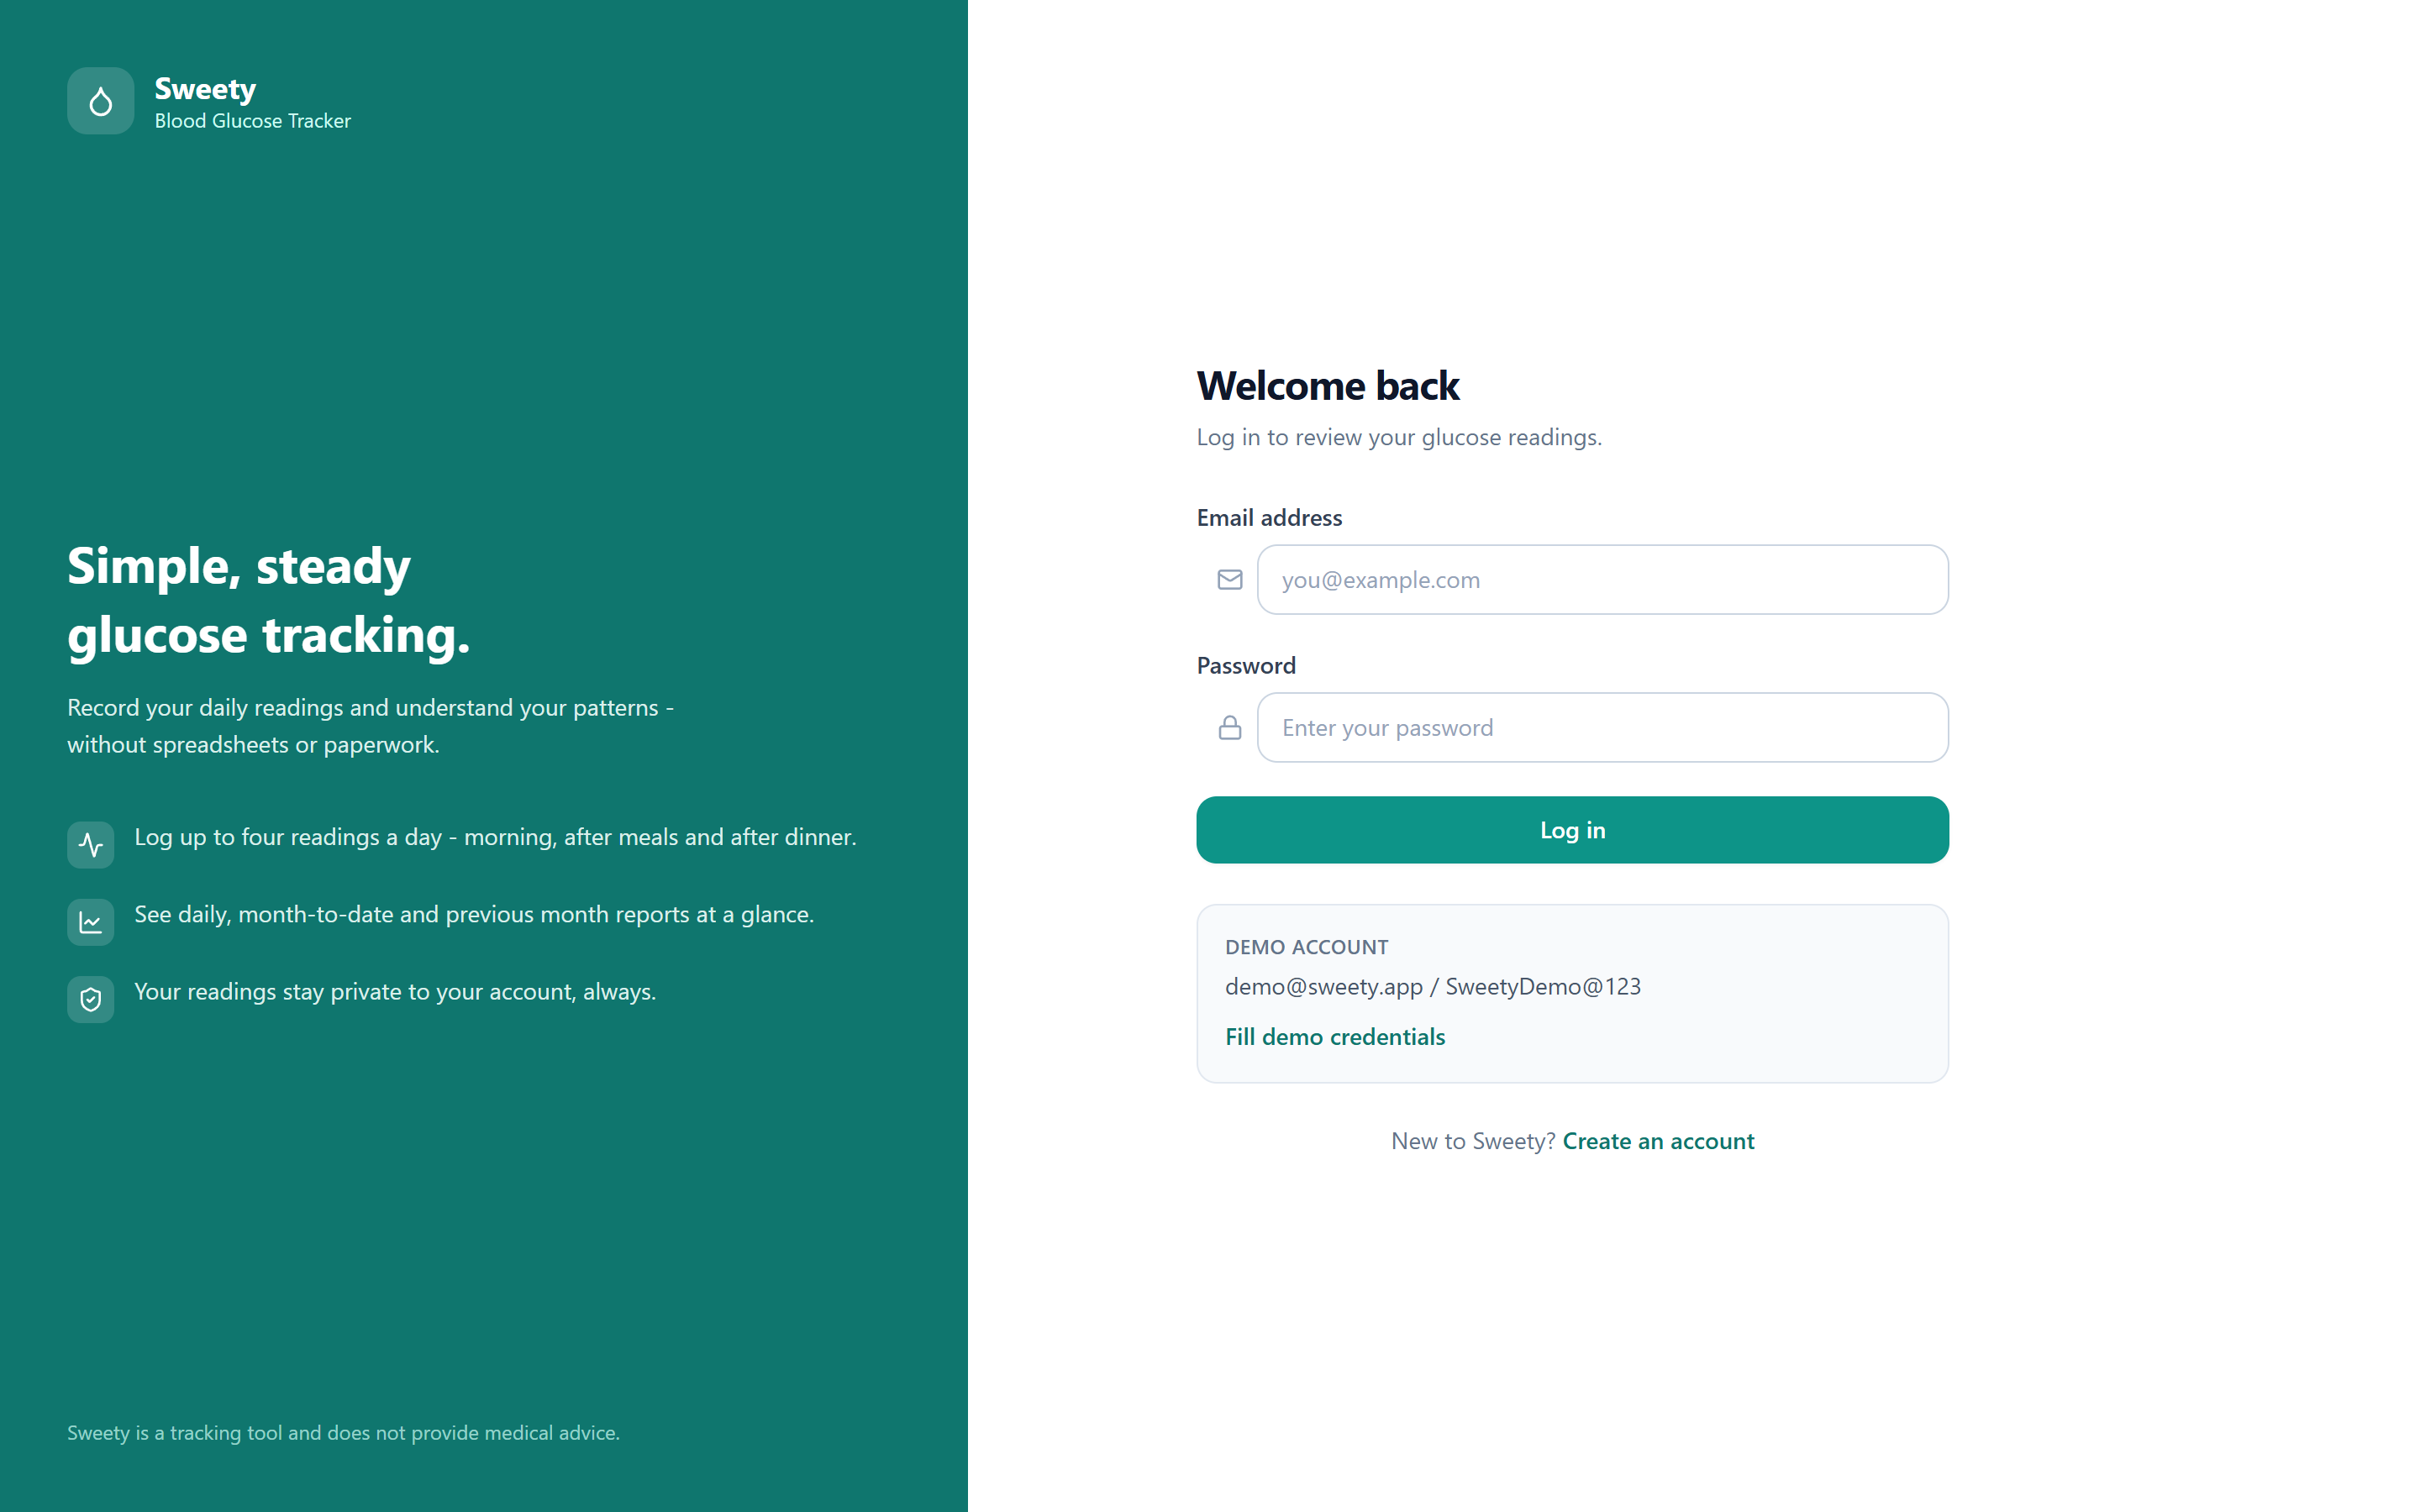 Sweety
Blood Glucose Tracker
Simple, steady
glucose tracking.
Record your daily readings and understand your patterns -
without spreadsheets or paperwork.
Log up to four readings a day - morning, after meals and after dinner.
See daily, month-to-date and previous month reports at a glance.
Your readings stay private to your account, always.
Sweety is a tracking tool and does not provide medical advice.
Welcome back
Log in to review your glucose readings.
Email address
you@example.com
Password
Enter your password
Log in
DEMO ACCOUNT
demo@sweety.app / SweetyDemo@123
Fill demo credentials
New to Sweety? Create an account